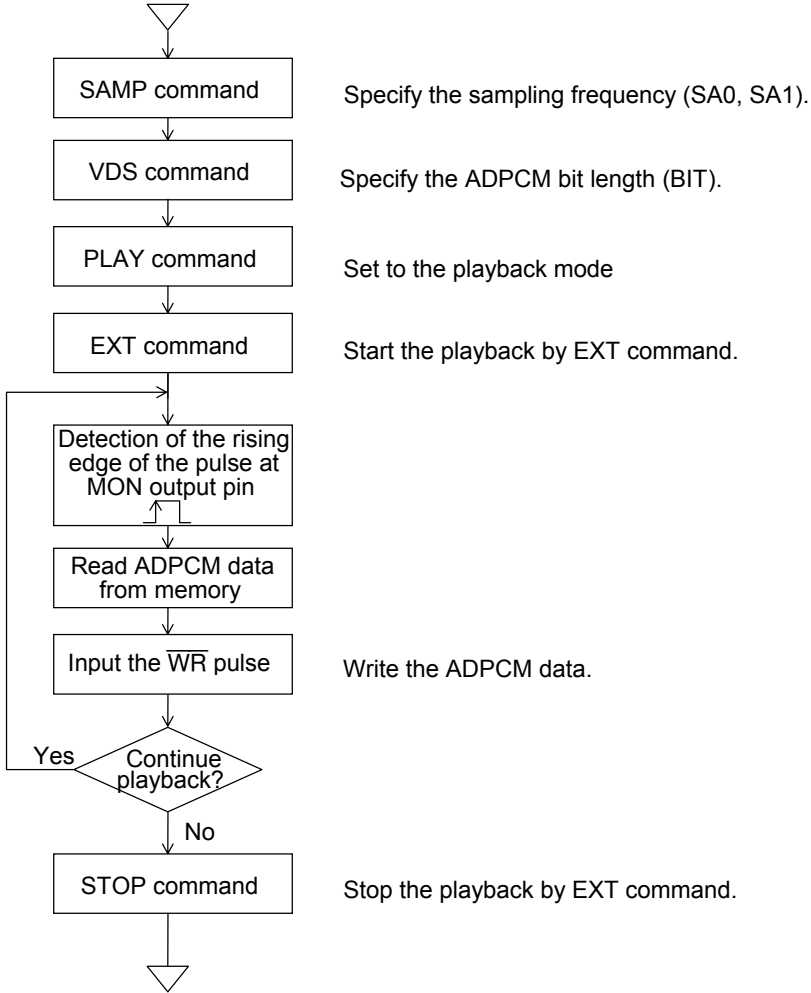 SAMP command
Specify the sampling frequency (SA0, SA1).
VDS command
Specify the ADPCM bit length (BIT).
PLAY command
Set to the playback mode
EXT command
Start the playback by EXT command.
Detection of the rising
edge of the pulse at
MON output pin
Read ADPCM data
from memory
Input the W̅R̅ pulse
Write the ADPCM data.
Yes
Continue
playback?
No
STOP command
Stop the playback by EXT command.